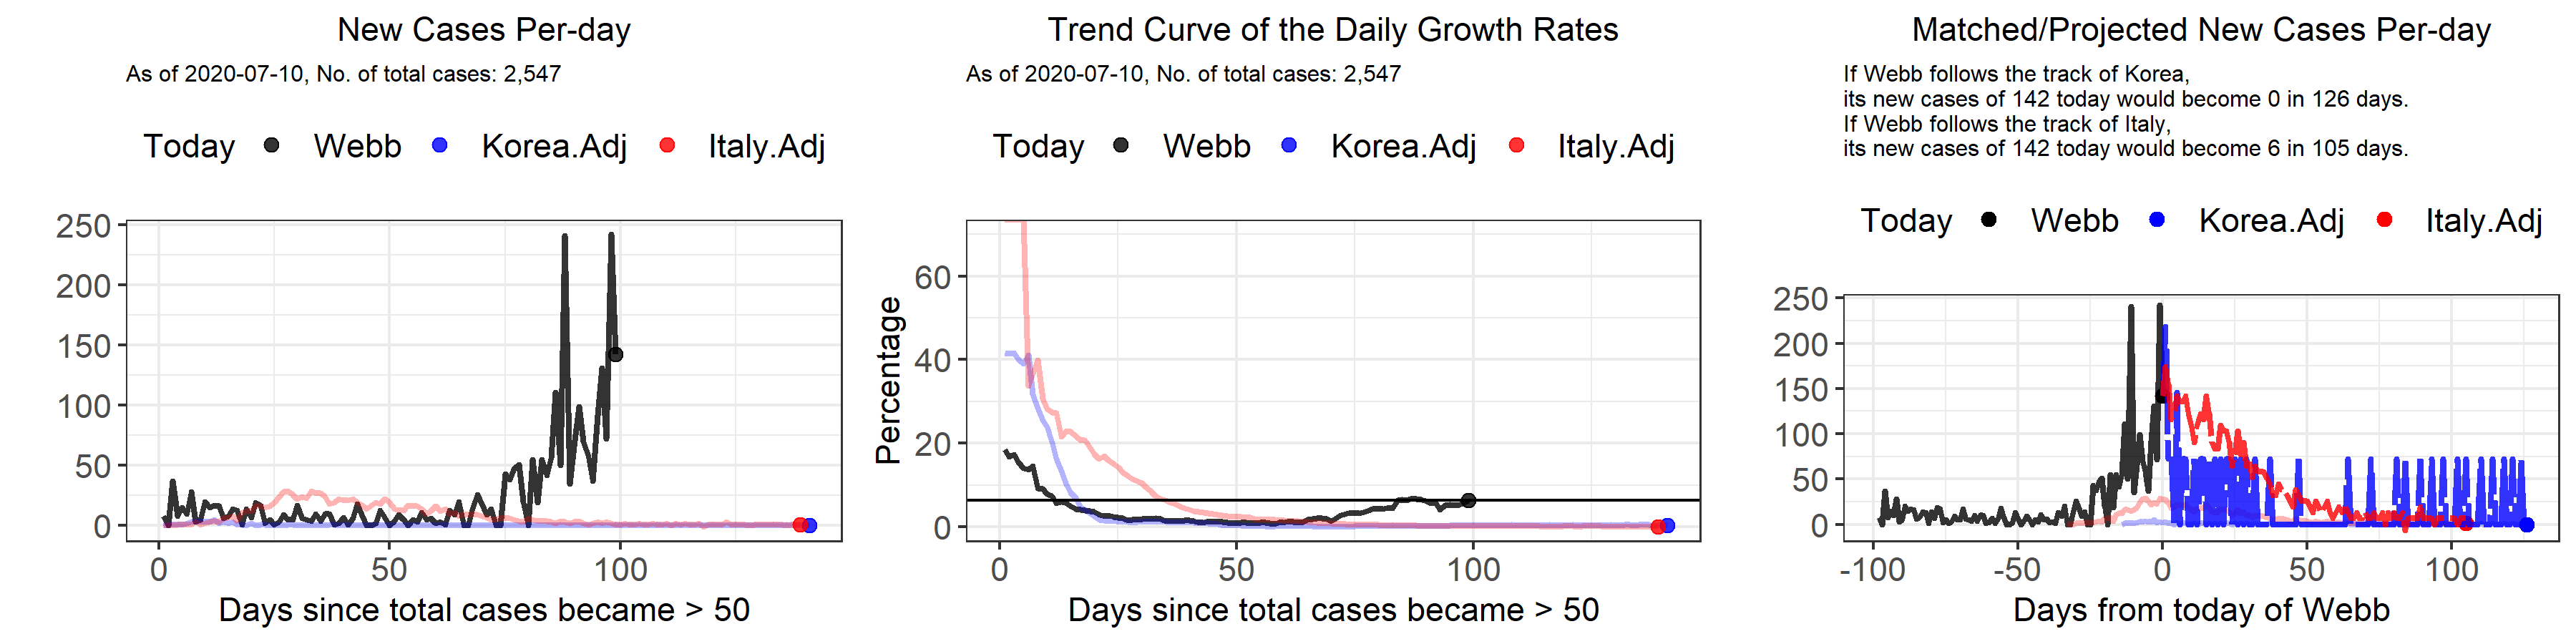 New Cases Per-day
As of 2020-07-10, No. of total cases: 2,547
Today Webb Korea.Adj Italy.Adj
250
200
150
100
50
0
0 50 100
Days since total cases became > 50
Trend Curve of the Daily Growth Rates
As of 2020-07-10, No. of total cases: 2,547
Today Webb Korea.Adj Italy.Adj
Percentage
60
40
20
0
0 50 100
Days since total cases became > 50
Matched/Projected New Cases Per-day
If Webb follows the track of Korea,
its new cases of 142 today would become 0 in 126 days.
If Webb follows the track of Italy,
its new cases of 142 today would become 6 in 105 days.
Today Webb Korea.Adj Italy.Adj
250
200
150
100
50
0
-100 -50 0 50 100
Days from today of Webb